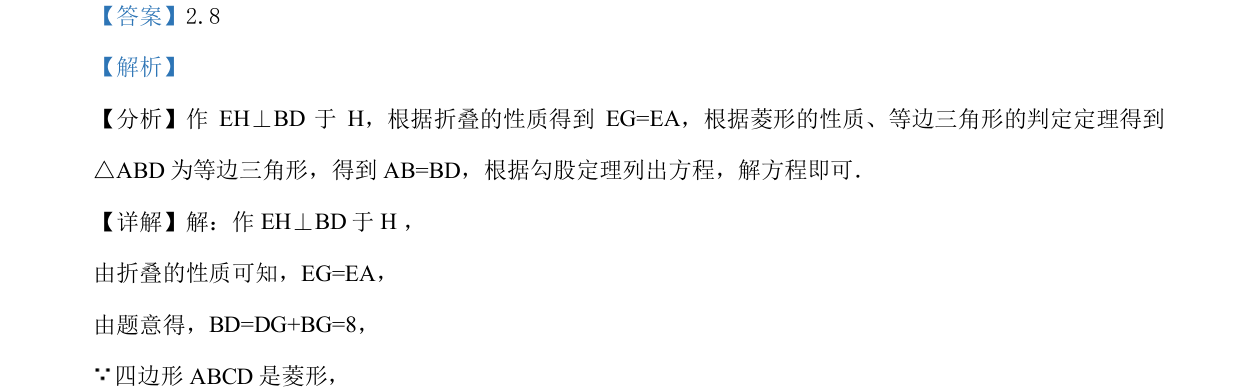 【答案】2.8
【解析】
【分析】作 EH⊥BD 于 H，根据折叠的性质得到 EG=EA，根据菱形的性质、等边三角形的判定定理得到
△ABD 为等边三角形，得到 AB=BD，根据勾股定理列出方程，解方程即可．
【详解】解：作 EH⊥BD 于 H ，
由折叠的性质可知，EG=EA，
由题意得，BD=DG+BG=8，
∵四边形 ABCD 是菱形，